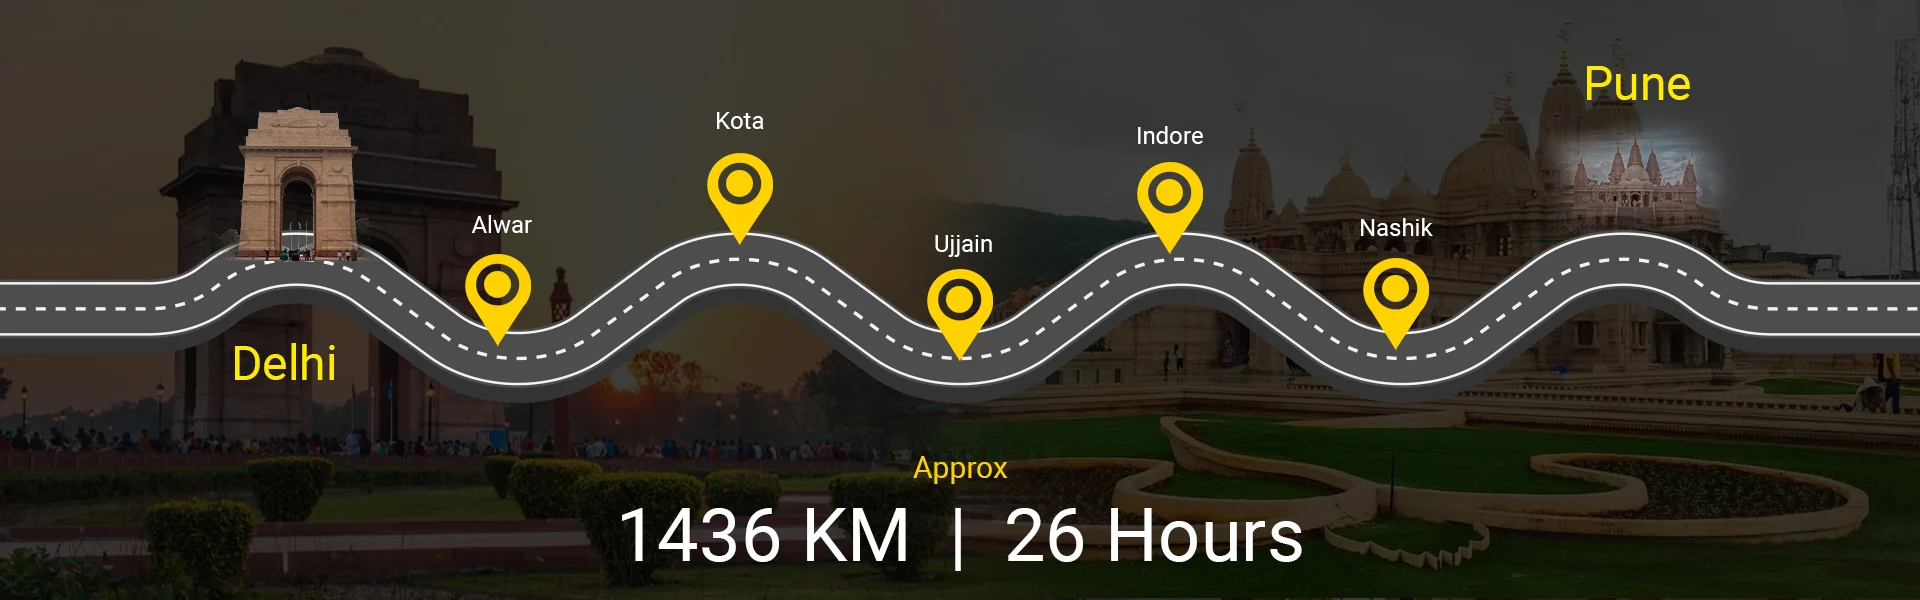 Pune
Kota
Indore
Alwar
Nashik
Ujjain
Delhi
Approx
1436 KM | 26 Hours